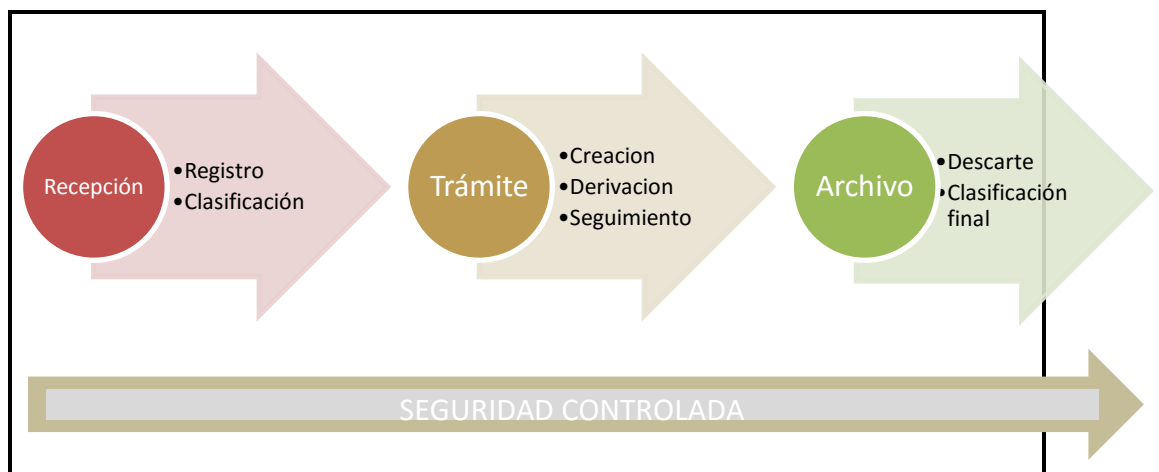 Recepción
•Registro
•Clasificación
Trámite
•Creacion
•Derivacion
•Seguimiento
Archivo
•Descarte
•Clasificación
final
SEGURIDAD CONTROLADA